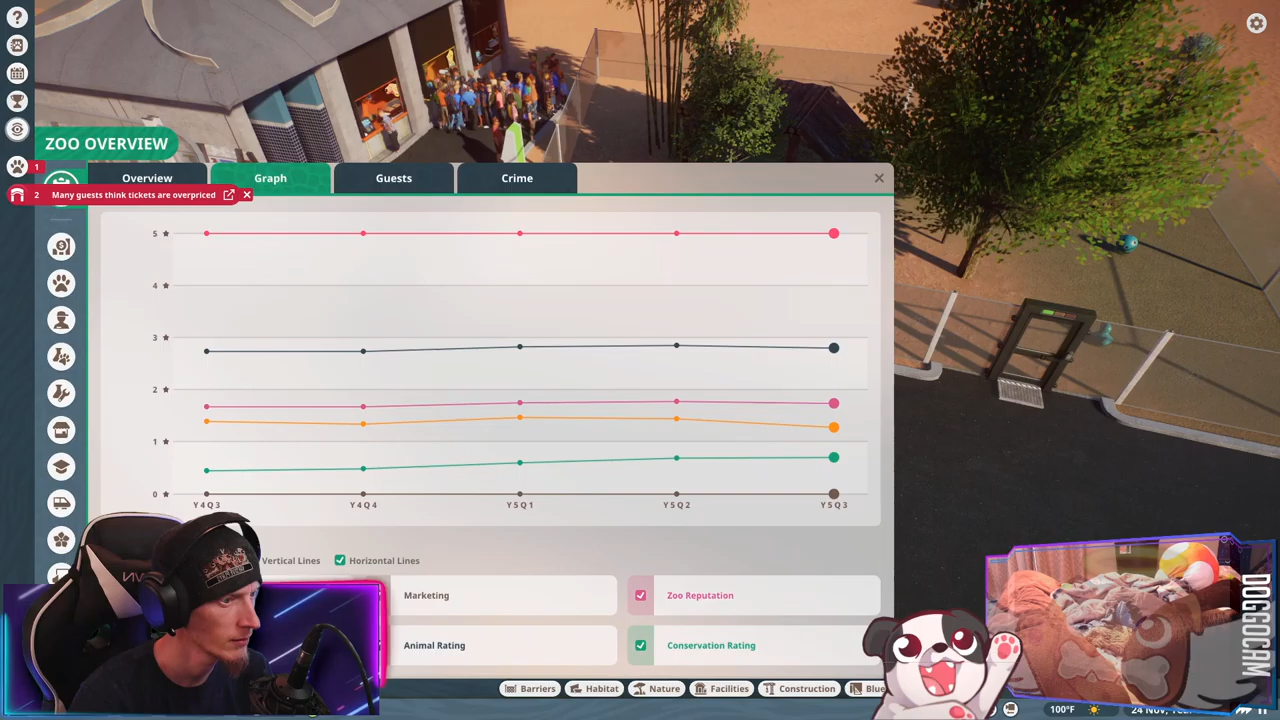 ZOO OVERVIEW
Overview
Graph
Guests
Crime
1
2 Many guests think tickets are overpriced
5
4
3
2
1
0
Y4Q3 Y4Q4 Y5Q1 Y5Q2 Y5Q3
Vertical Lines
Horizontal Lines
Marketing
Zoo Reputation
Animal Rating
Conservation Rating
Barriers
Habitat
Nature
Facilities
Construction
Blue
100°F
24 Nov,
DOGGOCAM